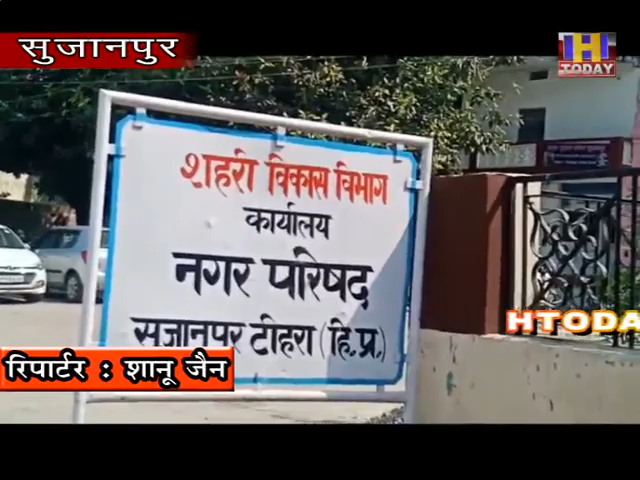 सुजानपुर
H
TODAY
शहरी विकास विभाग
कार्यालय
नगर परिषद
सुजानपुर टीहरा (हि.प्र.)
HTODA
रिपार्टर : शानू जैन